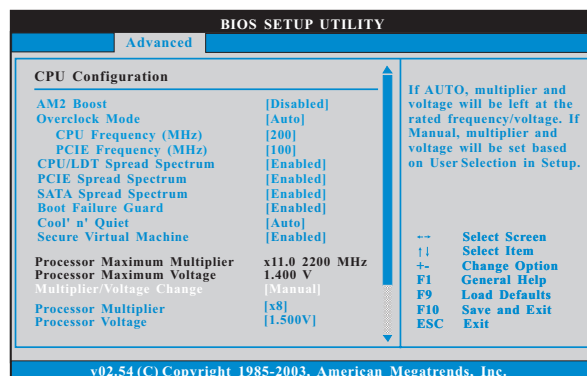 BIOS SETUP UTILITY
Advanced
CPU Configuration
AM2 Boost [Disabled]
Overclock Mode [Auto]
CPU Frequency (MHz) [200]
PCIE Frequency (MHz) [100]
CPU/LDT Spread Spectrum [Enabled]
PCIE Spread Spectrum [Enabled]
SATA Spread Spectrum [Enabled]
Boot Failure Guard [Enabled]
Cool' n' Quiet [Auto]
Secure Virtual Machine [Enabled]
Processor Maximum Multiplier x11.0 2200 MHz
Processor Maximum Voltage 1.400 V
Multiplier/Voltage Change [Manual]
Processor Multiplier [x8]
Processor Voltage [1.500V]
If AUTO, multiplier and
voltage will be left at the
rated frequency/voltage. If
Manual, multiplier and
voltage will be set based
on User Selection in Setup.
←→ Select Screen
↑↓ Select Item
+- Change Option
F1 General Help
F9 Load Defaults
F10 Save and Exit
ESC Exit
v02.54 (C) Copyright 1985-2003, American Megatrends, Inc.